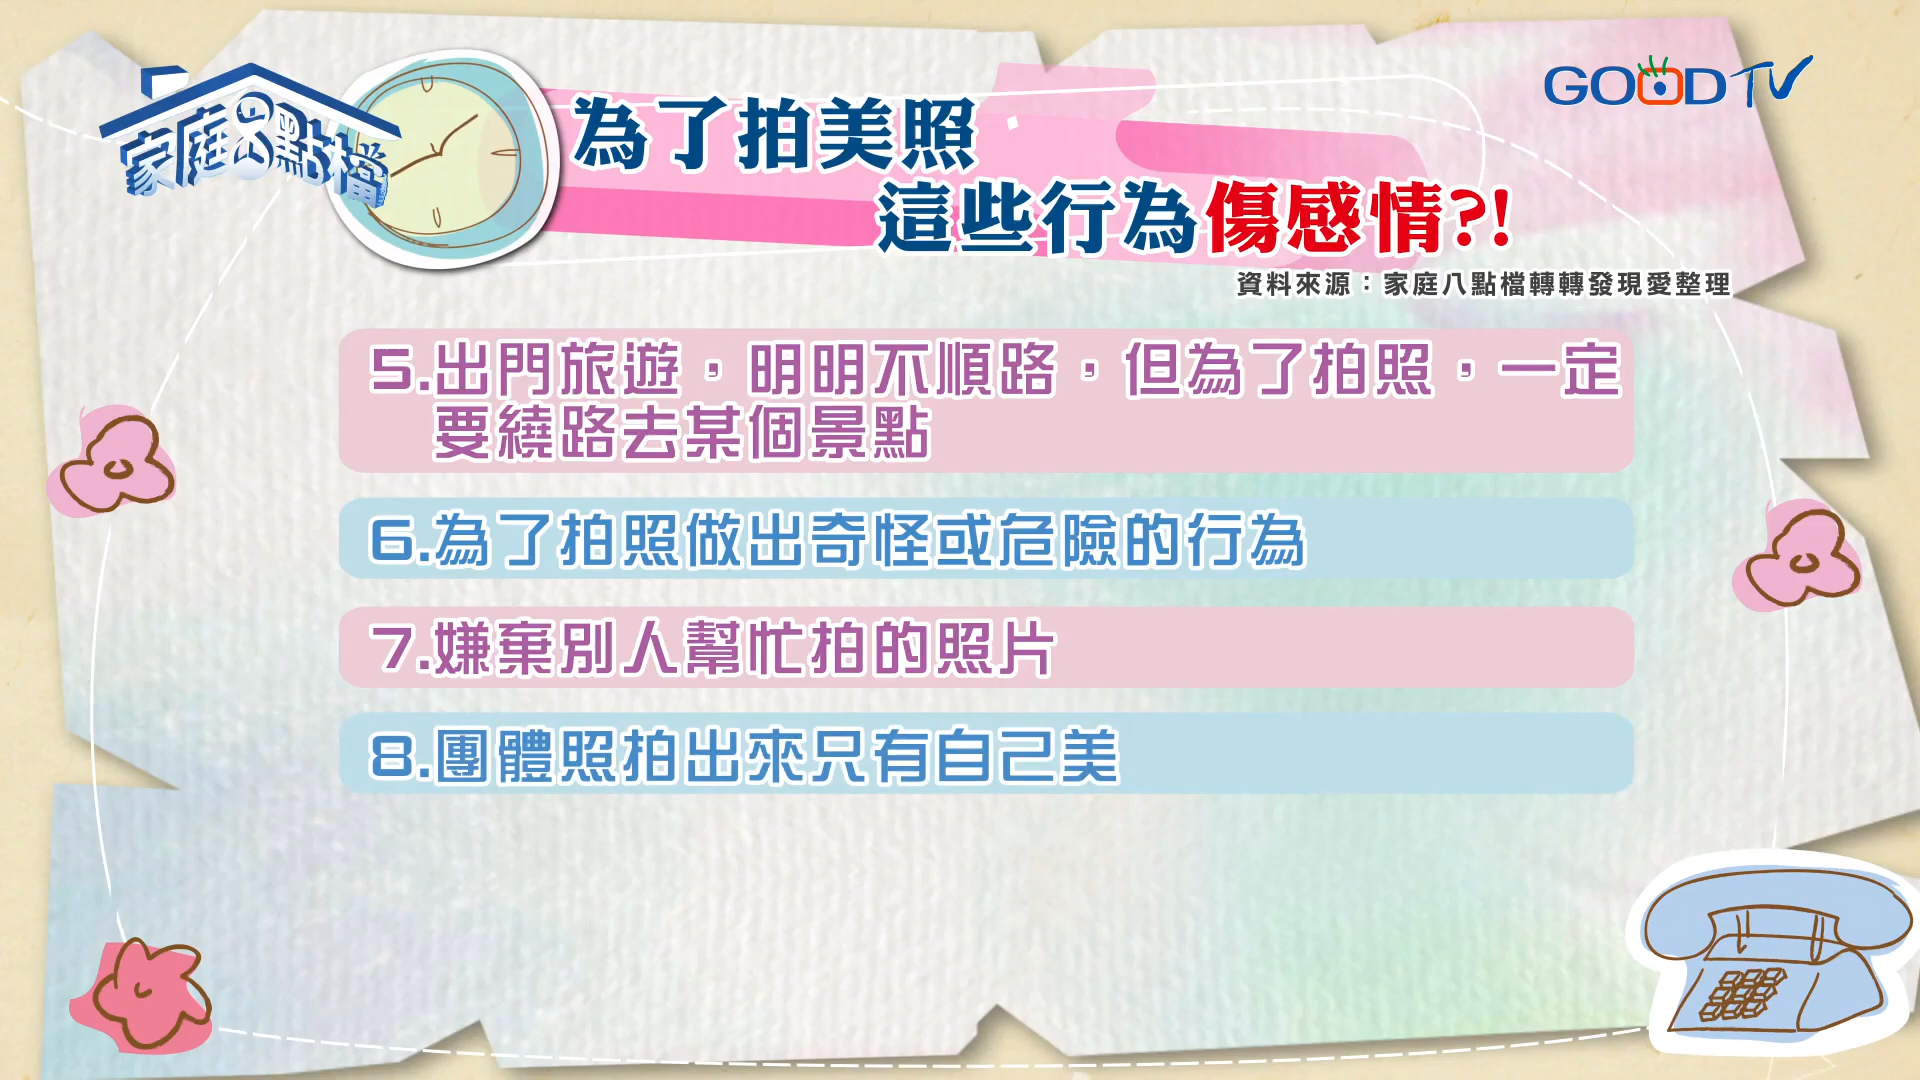 家庭8點檔
GOOD TV
為了拍美照
這些行為傷感情?!
資料來源：家庭八點檔轉轉發現愛整理
5.出門旅遊，明明不順路，但為了拍照，一定
要繞路去某個景點
6.為了拍照做出奇怪或危險的行為
7.嫌棄別人幫忙拍的照片
8.團體照拍出來只有自己美